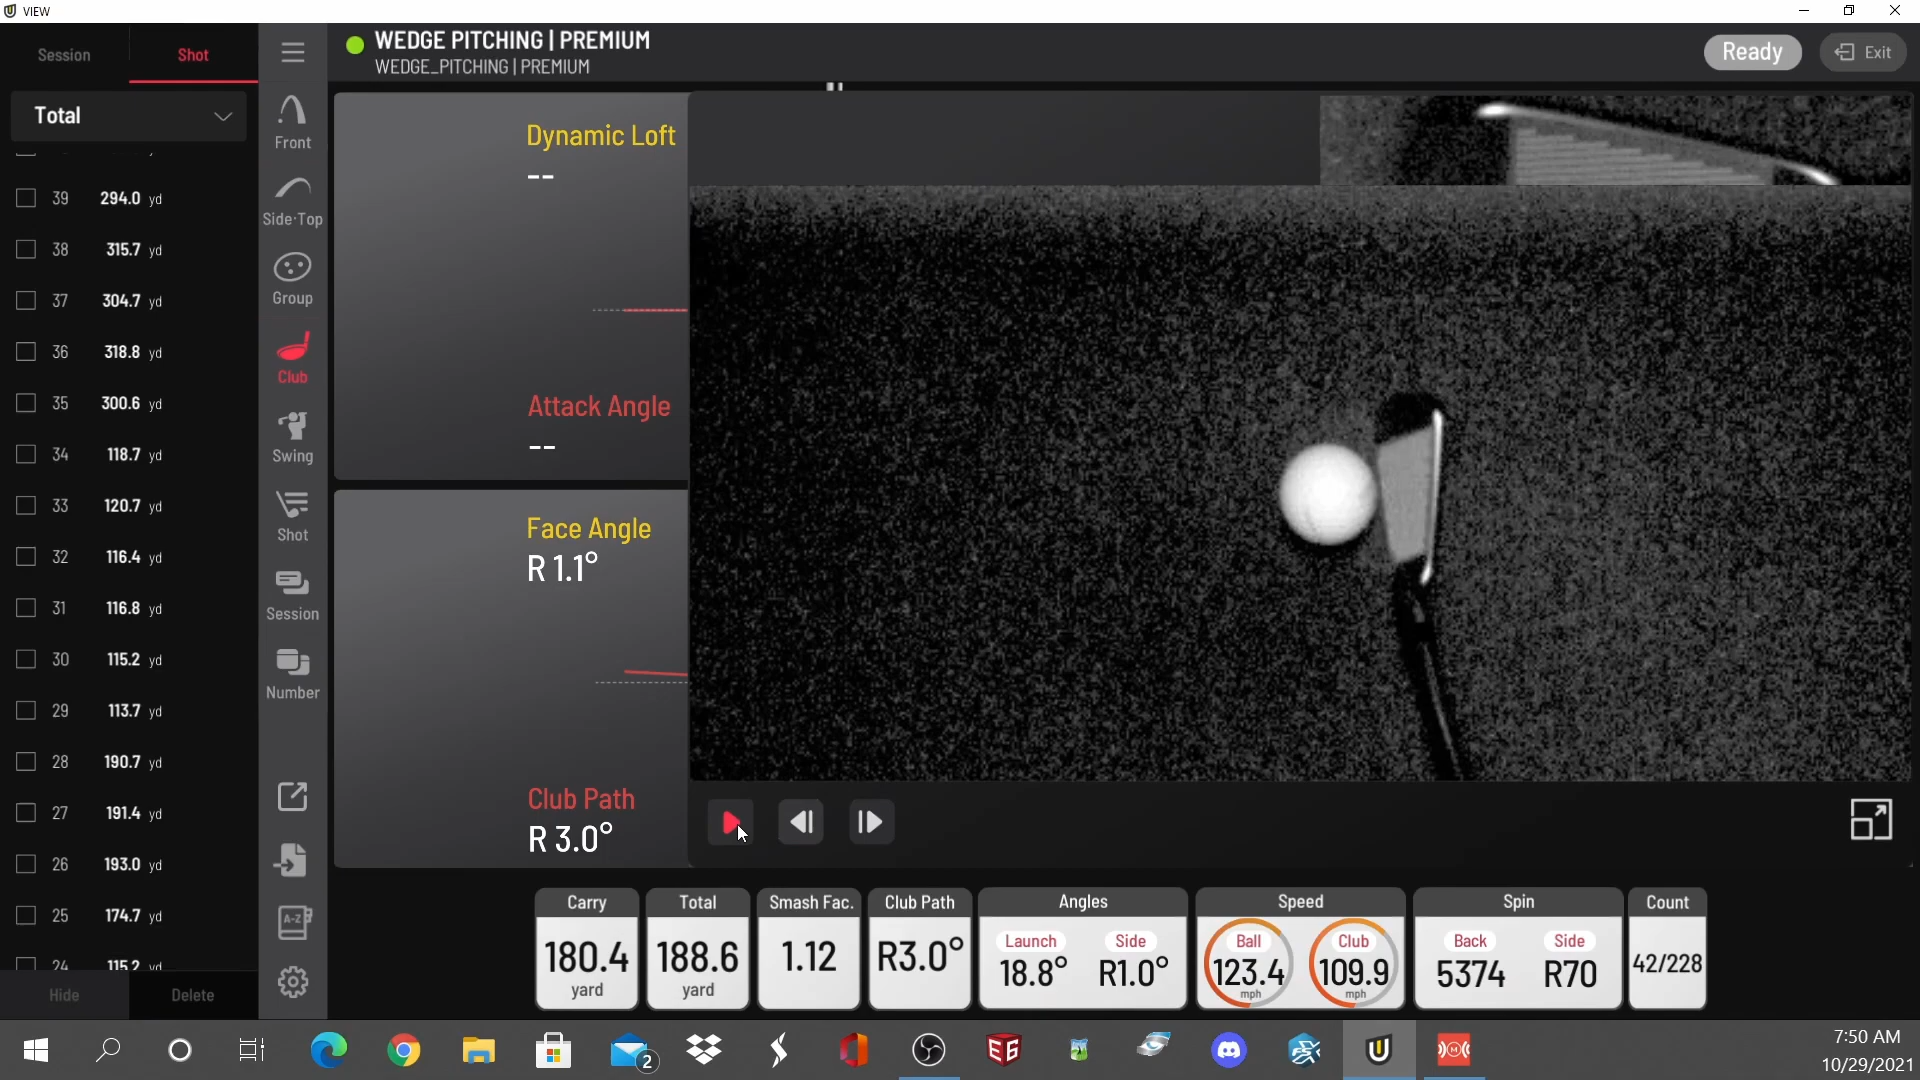 VIEW
Session
Shot
WEDGE PITCHING | PREMIUM
WEDGE_PITCHING | PREMIUM
Ready
Exit
Total
39 294.0 yd
38 315.7 yd
37 304.7 yd
36 318.8 yd
35 300.6 yd
34 118.7 yd
33 120.7 yd
32 116.4 yd
31 116.8 yd
30 115.2 yd
29 113.7 yd
28 190.7 yd
27 191.4 yd
26 193.0 yd
25 174.7 yd
24 115.2 yd
Hide
Delete
Front
Side·Top
Group
Club
Swing
Shot
Session
Number
A-Z
Dynamic Loft
--
Attack Angle
--
Face Angle
R 1.1°
Club Path
R 3.0°
Carry
180.4
yard
Total
188.6
yard
Smash Fac.
1.12
Club Path
R3.0°
Angles
Launch Side
18.8° R1.0°
Speed
Ball Club
123.4 109.9
mph mph
Spin
Back Side
5374 R70
Count
42/228
2
E6
FSX
7:50 AM
10/29/2021